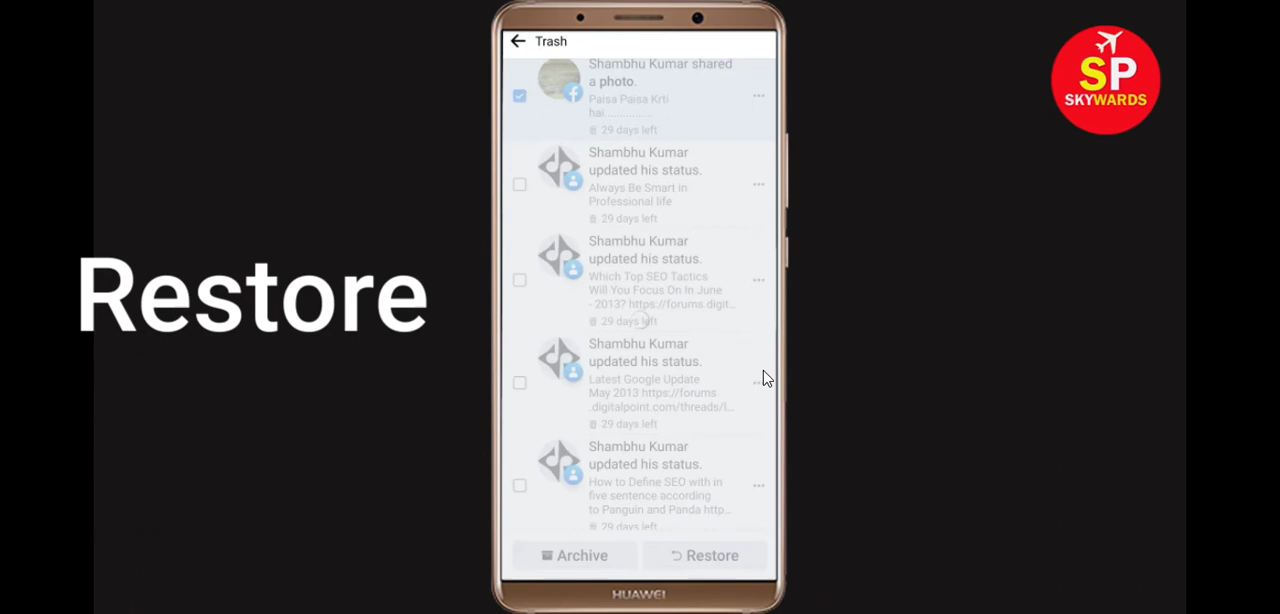 Trash
SP
SKYWARDS
Shambhu Kumar shared
a photo.
Paisa Paisa Krti
hai................
29 days left
Shambhu Kumar
updated his status.
Always Be Smart in
Professional life
29 days left
Shambhu Kumar
updated his status.
Which Top SEO Tactics
Will You Focus On In June
- 2013? https://forums.digit...
29 days left
Shambhu Kumar
updated his status.
Latest Google Update
May 2013 https://forums
.digitalpoint.com/threads/l...
29 days left
Shambhu Kumar
updated his status.
How to Define SEO with in
five sentence according
to Panguin and Panda http...
29 days left
Archive
Restore
HUAWEI
Restore